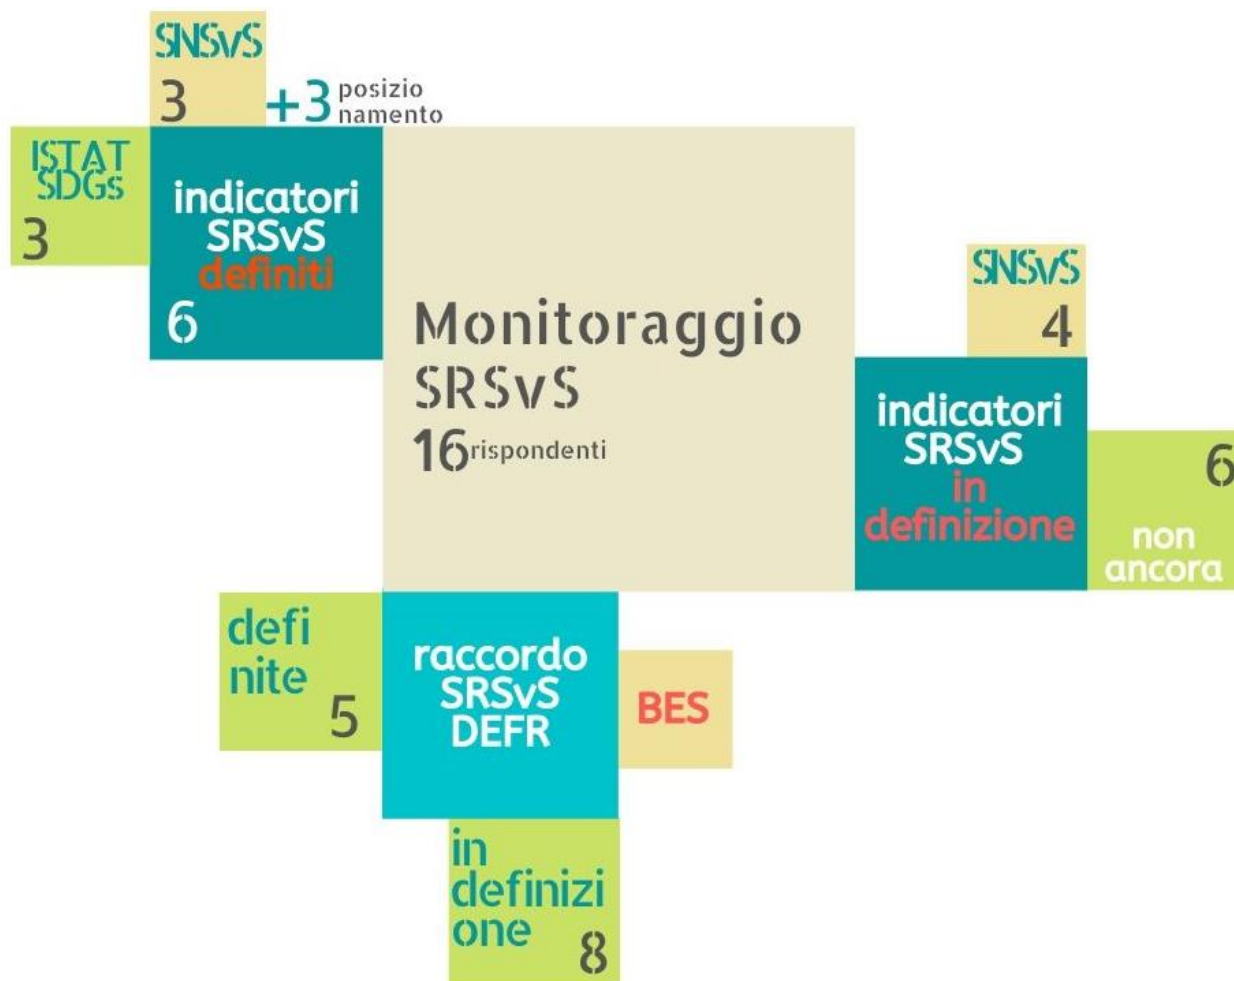 SNSvS
3
+3 posizio
namento
ISTAT
SDGs
3
indicatori
SRSvS
definiti
6
Monitoraggio
SRSvS
16 rispondenti
SNSvS
4
indicatori
SRSvS
in
definizione
6
non
ancora
defi
nite
5
raccordo
SRSvS
DEFR
BES
in
definizi
one
8